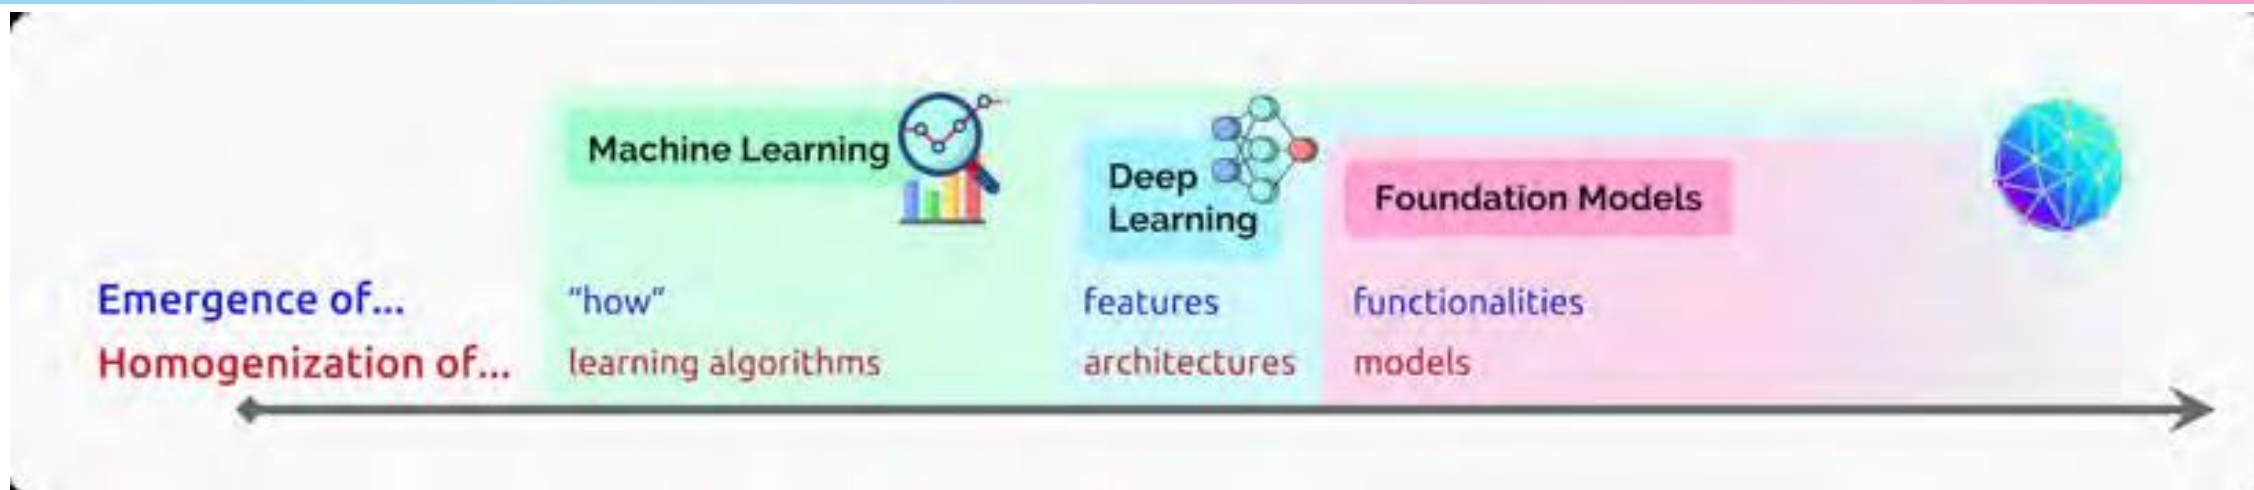 Machine Learning
Deep
Learning
Foundation Models
Emergence of... "how" features functionalities
Homogenization of... learning algorithms architectures models